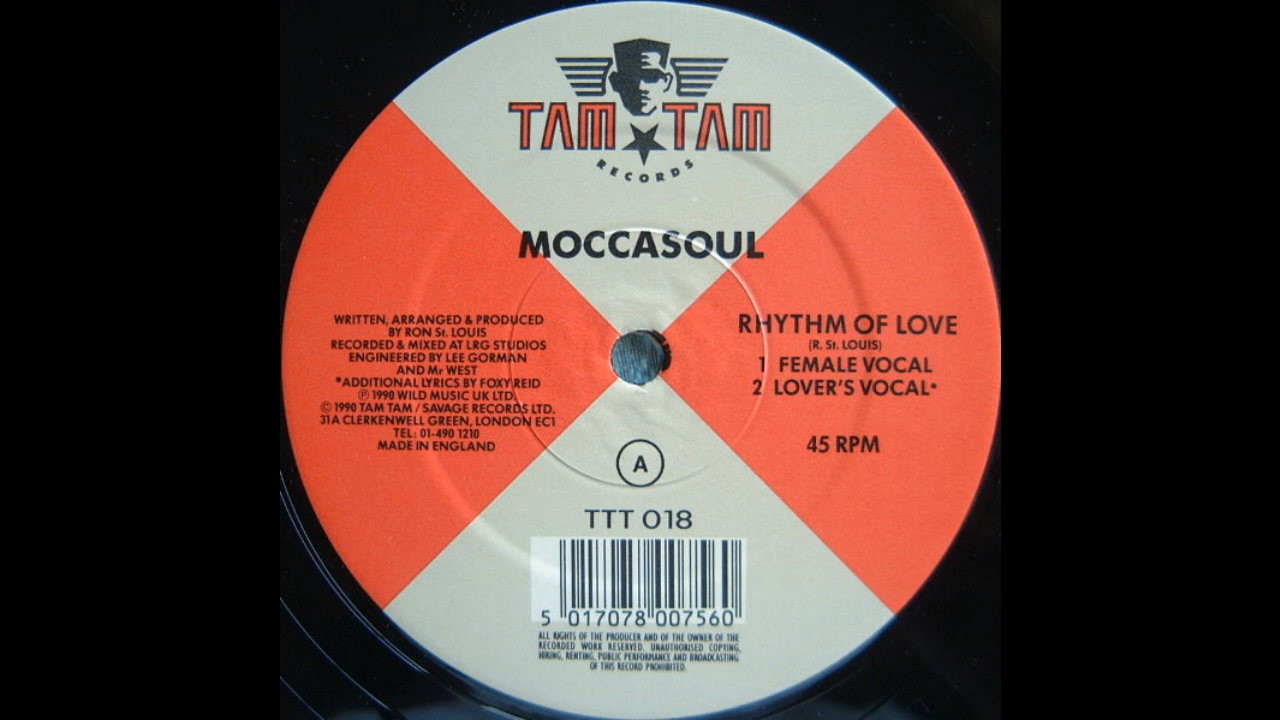 TAM TAM
RECORDS
MOCCASOUL
WRITTEN, ARRANGED & PRODUCED
BY RON St. LOUIS
RECORDED & MIXED AT LRG STUDIOS
ENGINEERED BY LEE GORMAN
AND Mr WEST
*ADDITIONAL LYRICS BY FOXY REID
℗ 1990 WILD MUSIC UK LTD.
© 1990 TAM TAM / SAVAGE RECORDS LTD.
31A CLERKENWELL GREEN, LONDON EC1
TEL: 01-490 1210
MADE IN ENGLAND
RHYTHM OF LOVE
(R. St. LOUIS)
1 FEMALE VOCAL
2 LOVER'S VOCAL*
45 RPM
A
TTT 018
5 017078 007560
ALL RIGHTS OF THE PRODUCER AND OF THE OWNER OF THE
RECORDED WORK RESERVED. UNAUTHORISED COPYING,
HIRING, RENTING, PUBLIC PERFORMANCE AND BROADCASTING
OF THIS RECORD PROHIBITED.